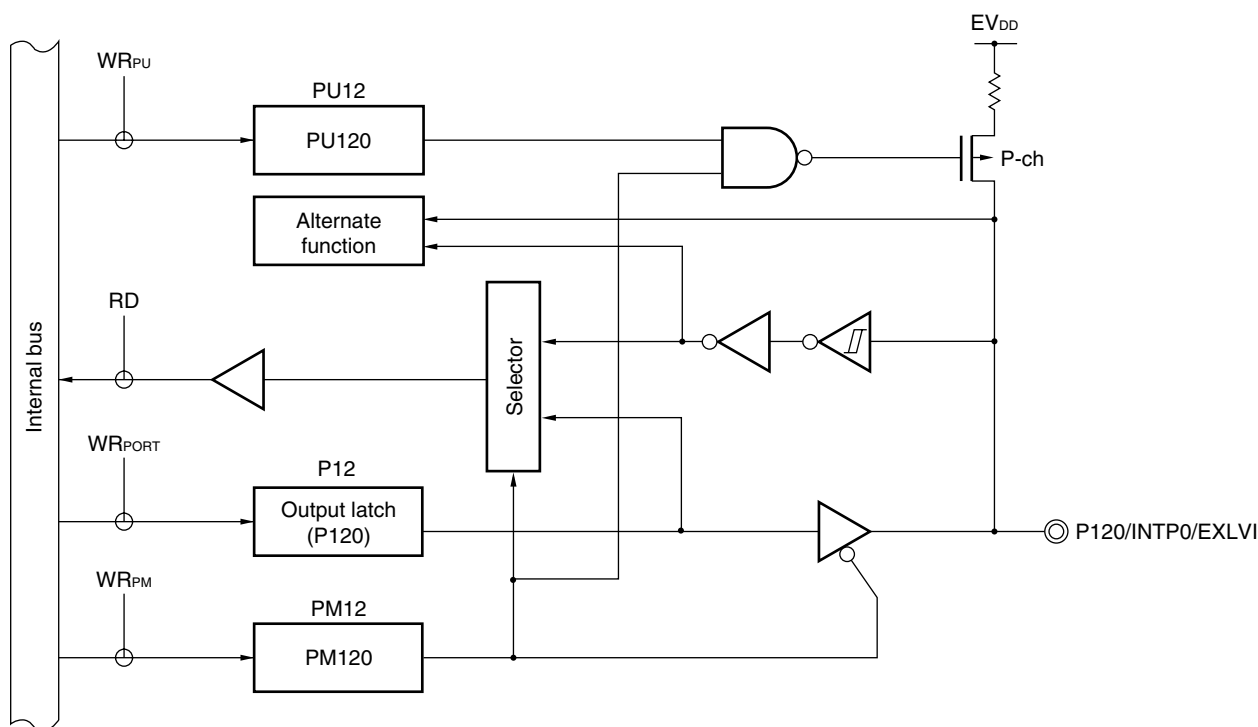 EVDD
WRPU
PU12
PU120
P-ch
Alternate
function
RD
Selector
Internal bus
WRPORT
P12
Output latch
(P120)
P120/INTP0/EXLVI
WRPM
PM12
PM120